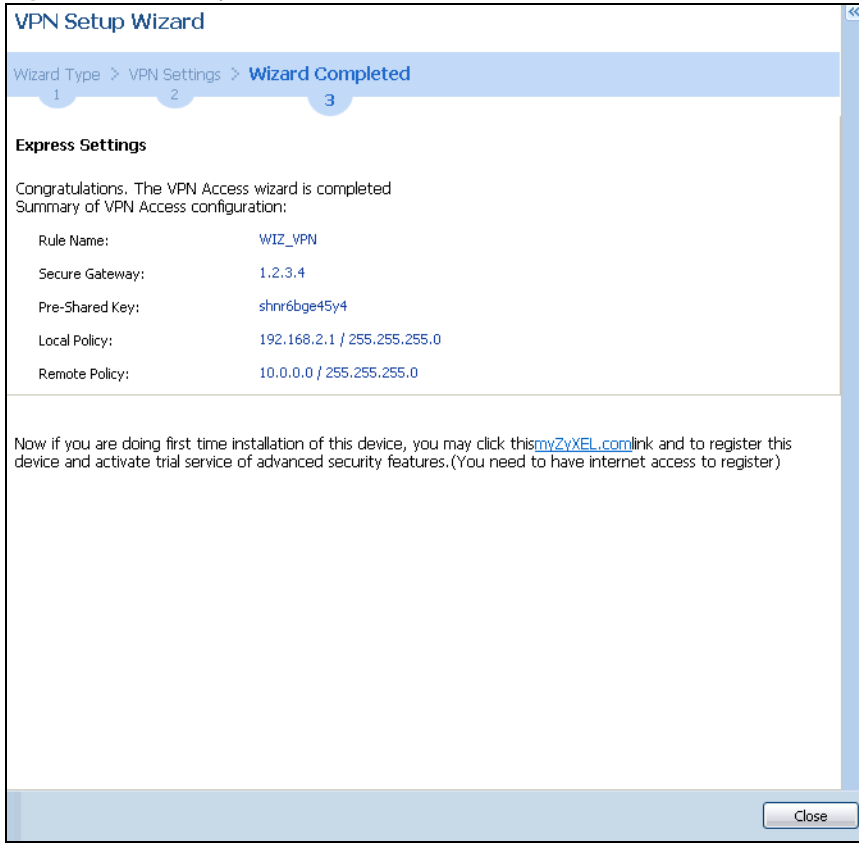 VPN Setup Wizard
Wizard Type > VPN Settings > Wizard Completed
1 2 3
Express Settings
Congratulations. The VPN Access wizard is completed
Summary of VPN Access configuration:
Rule Name: WIZ_VPN
Secure Gateway: 1.2.3.4
Pre-Shared Key: shnr6bge45y4
Local Policy: 192.168.2.1 / 255.255.255.0
Remote Policy: 10.0.0.0 / 255.255.255.0
Now if you are doing first time installation of this device, you may click thismyZyXEL.comlink and to register this
device and activate trial service of advanced security features.(You need to have internet access to register)
Close